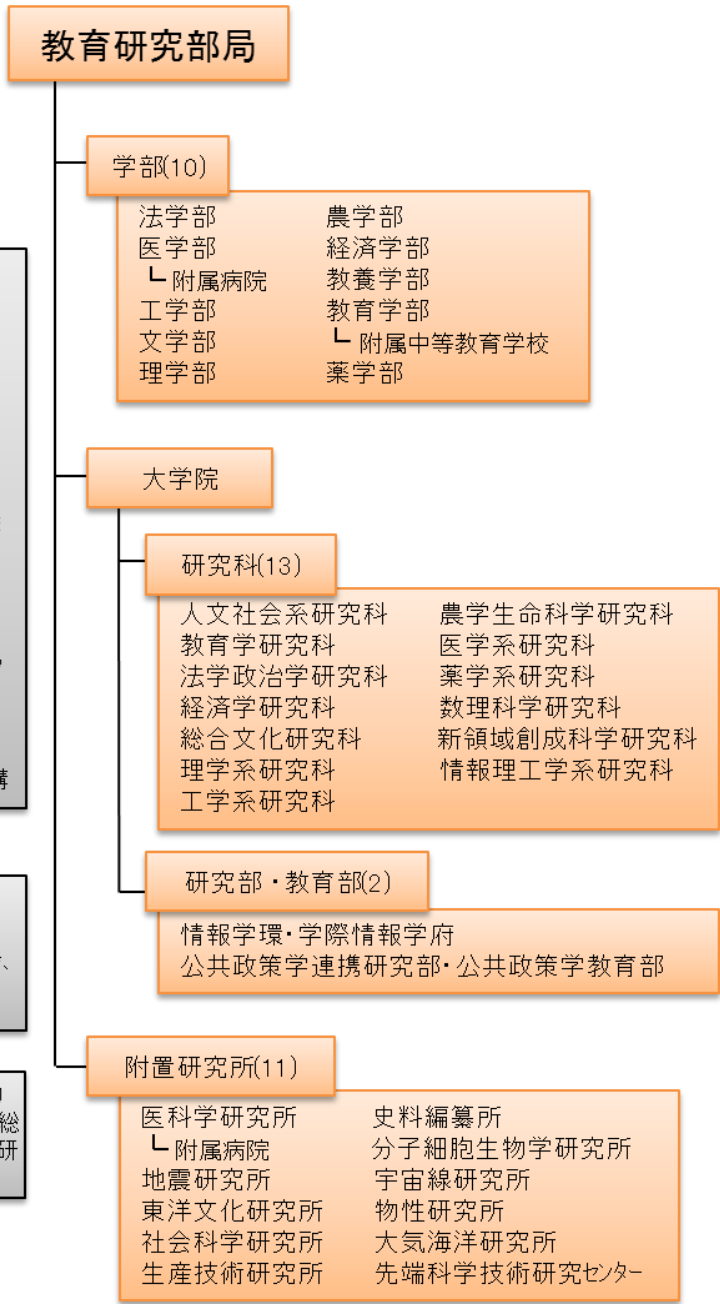 教育研究部局
学部(10)
法学部
医学部
┗ 附属病院
工学部
文学部
理学部
農学部
経済学部
教養学部
教育学部
┗ 附属中等教育学校
薬学部
大学院
研究科(13)
人文社会系研究科
教育学研究科
法学政治学研究科
経済学研究科
総合文化研究科
理学系研究科
工学系研究科
農学生命科学研究科
医学系研究科
薬学系研究科
数理科学研究科
新領域創成科学研究科
情報理工学系研究科
研究部・教育部(2)
情報学環・学際情報学府
公共政策学連携研究部・公共政策学教育部
附置研究所(11)
医科学研究所
┗ 附属病院
地震研究所
東洋文化研究所
社会科学研究所
生産技術研究所
史料編纂所
分子細胞生物学研究所
宇宙線研究所
物性研究所
大気海洋研究所
先端科学技術研究センター
総
研